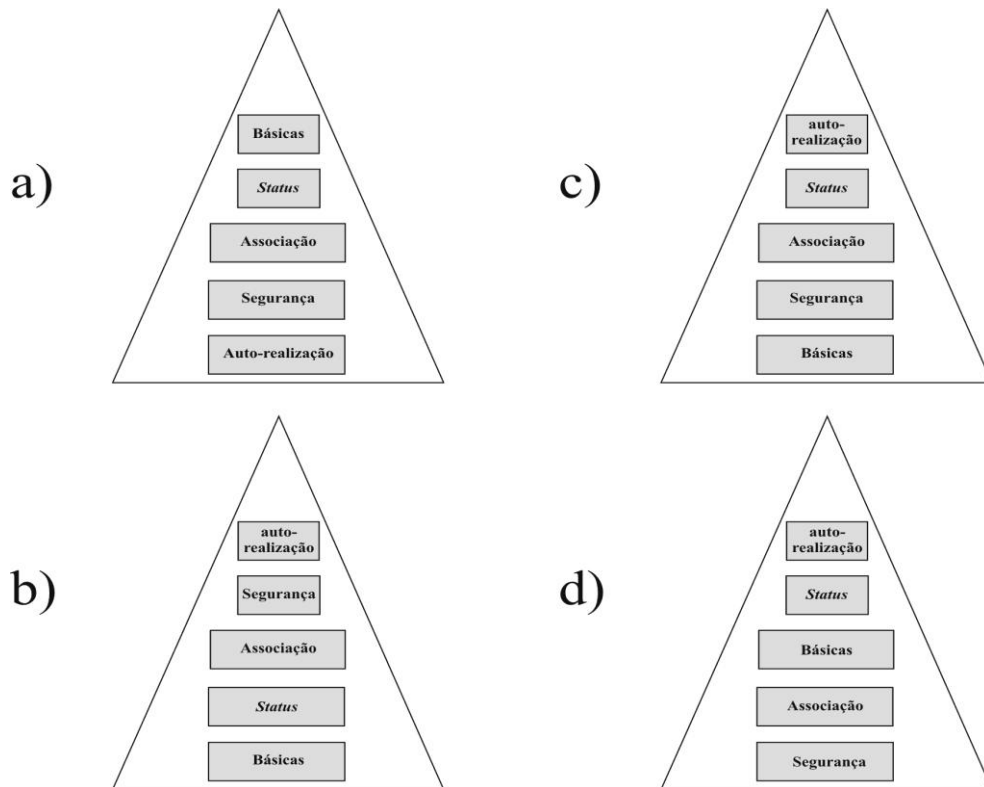 a)
Básicas
Status
Associação
Segurança
Auto-realização
c)
auto-
realização
Status
Associação
Segurança
Básicas
b)
auto-
realização
Segurança
Associação
Status
Básicas
d)
auto-
realização
Status
Básicas
Associação
Segurança